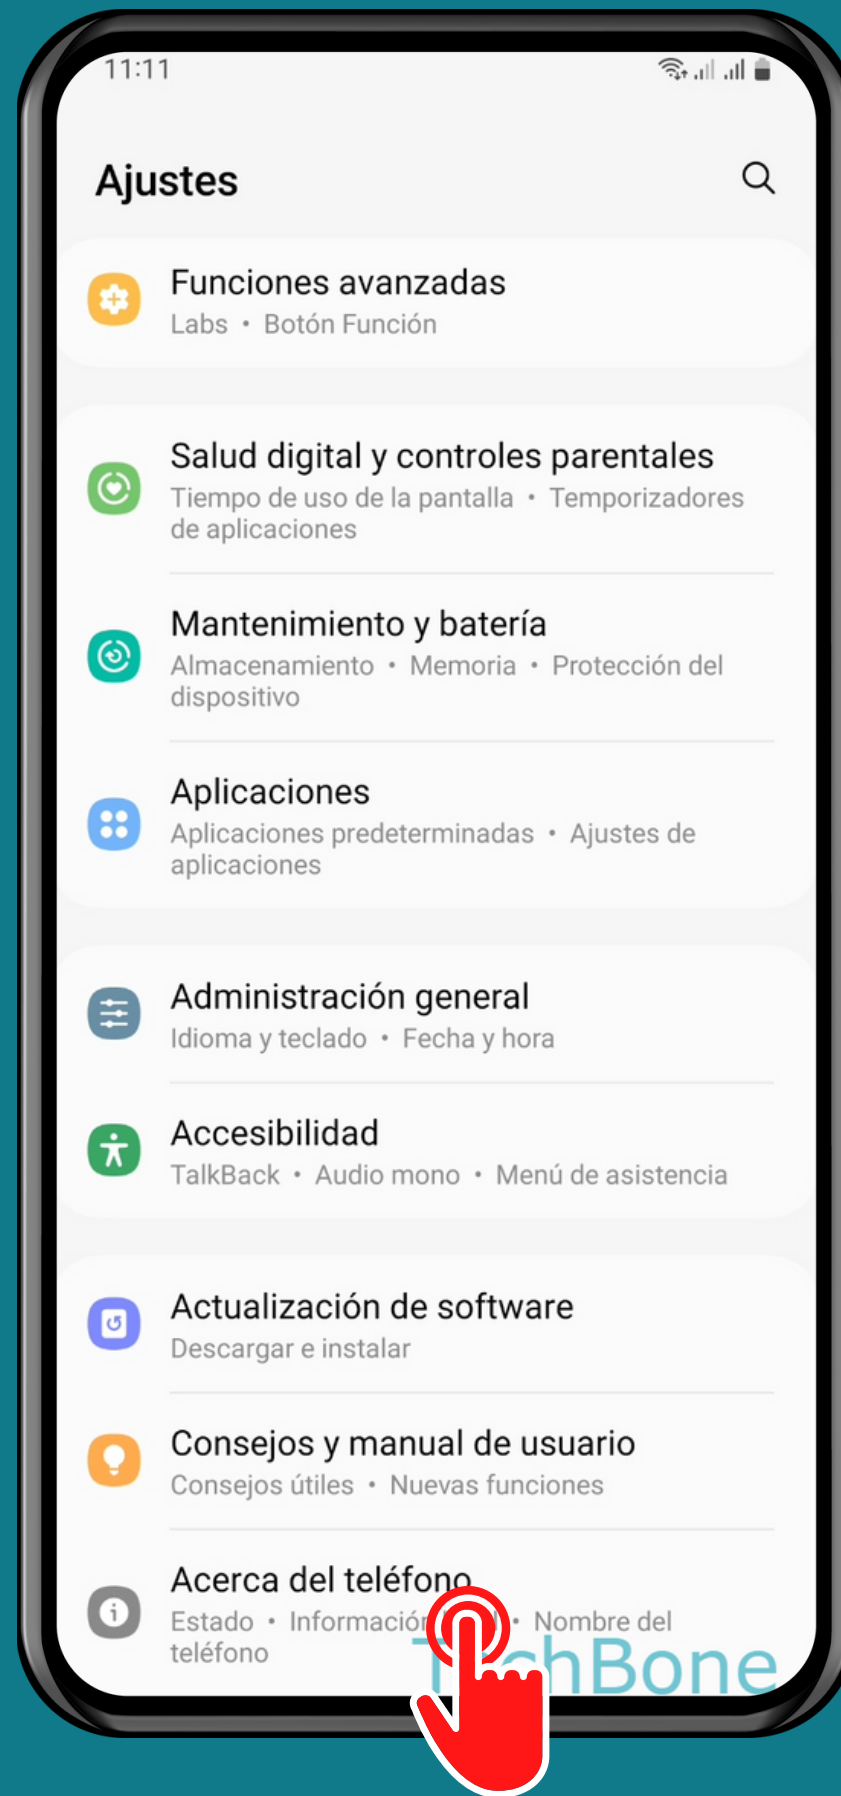 11:11
Ajustes
Funciones avanzadas
Labs • Botón Función
Salud digital y controles parentales
Tiempo de uso de la pantalla • Temporizadores
de aplicaciones
Mantenimiento y batería
Almacenamiento • Memoria • Protección del
dispositivo
Aplicaciones
Aplicaciones predeterminadas • Ajustes de
aplicaciones
Administración general
Idioma y teclado • Fecha y hora
Accesibilidad
TalkBack • Audio mono • Menú de asistencia
Actualización de software
Descargar e instalar
Consejos y manual de usuario
Consejos útiles • Nuevas funciones
Acerca del teléfono
Estado • Información • Nombre del
teléfono
TechBone